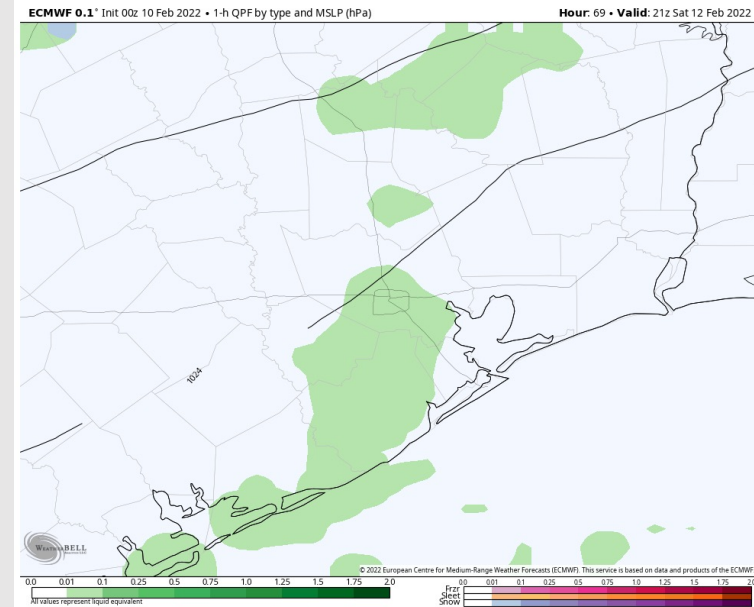 ECMWF 0.1° Init 00z 10 Feb 2022 • 1-h QPF by type and MSLP (hPa)
Hour: 69 • Valid: 21z Sat 12 Feb 2022
1024
WEATHERBELL
© 2022 European Centre for Medium-Range Weather Forecasts (ECMWF). This service is based on data and products of the ECMWF
0.0 0.01 0.1 0.25 0.5 0.75 1.0 1.25 1.5 1.75 2.0
All values represent liquid equivalent
0.0 0.01 0.1 0.25 0.5 0.75 1.0 1.25 1.5 1.75 2.0
Frzr
Sleet
Snow